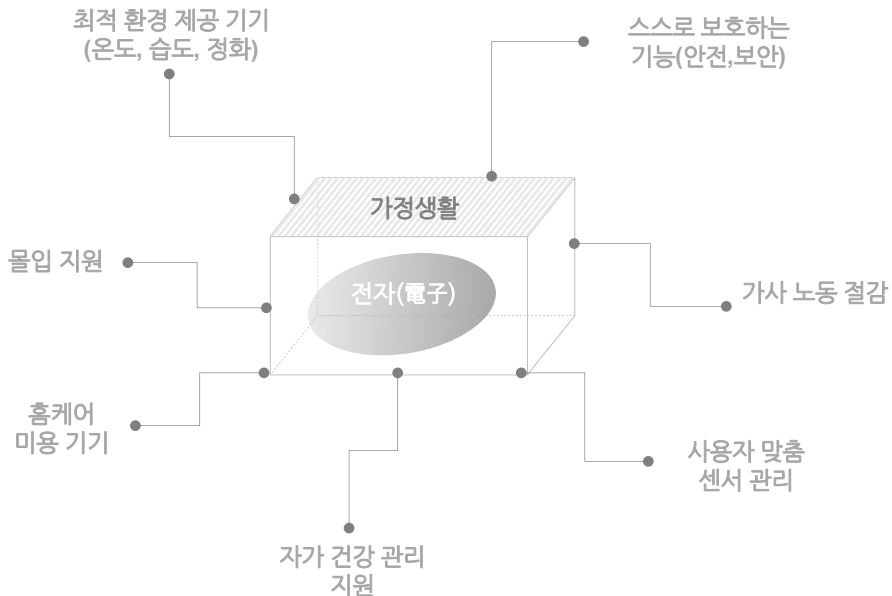 최적 환경 제공 기기
(온도, 습도, 정화)
스스로 보호하는
기능(안전,보안)
가정생활
몰입 지원
전자(電子)
가사 노동 절감
홈케어
미용 기기
사용자 맞춤
센서 관리
자가 건강 관리
지원